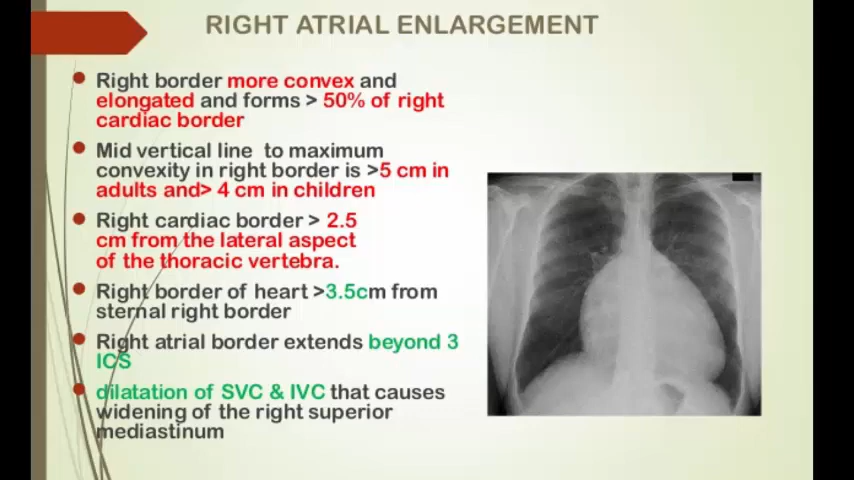 RIGHT ATRIAL ENLARGEMENT
Right border more convex and
elongated and forms > 50% of right
cardiac border
Mid vertical line to maximum
convexity in right border is >5 cm in
adults and> 4 cm in children
Right cardiac border > 2.5
cm from the lateral aspect
of the thoracic vertebra.
Right border of heart >3.5cm from
sternal right border
Right atrial border extends beyond 3
ICS
dilatation of SVC & IVC that causes
widening of the right superior
mediastinum